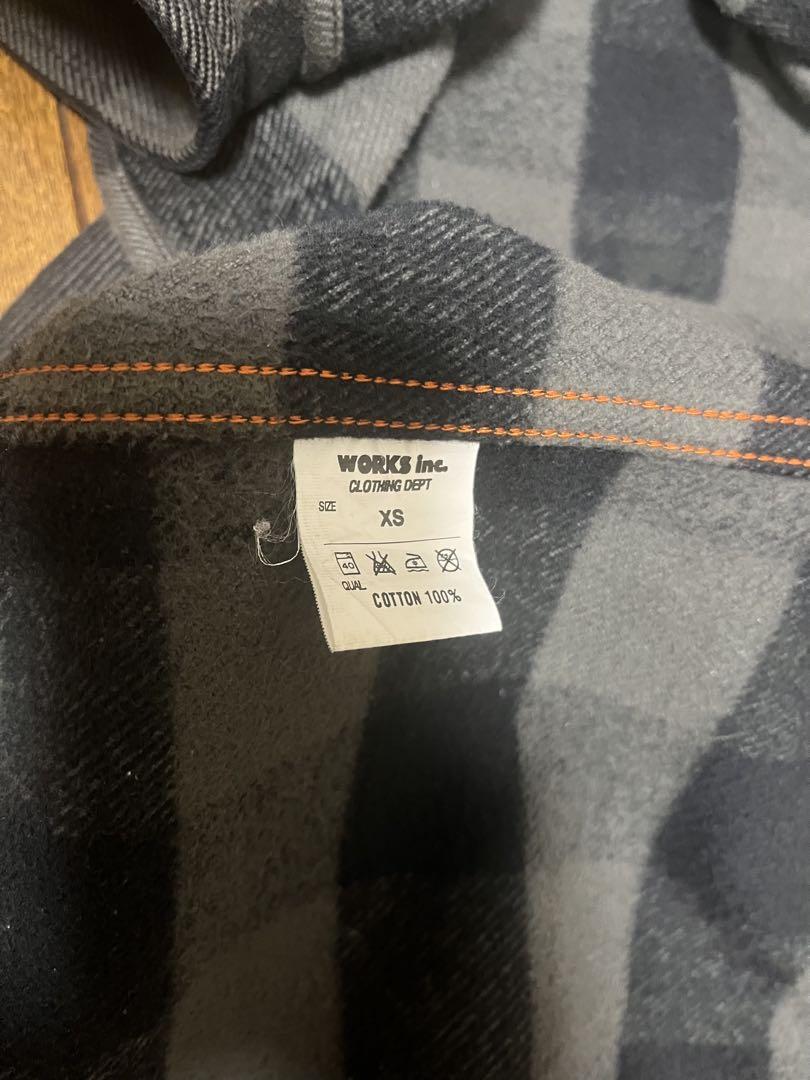 WORKS inc.
CLOTHING DEPT
SIZE
XS
40
QUAL
COTTON 100%